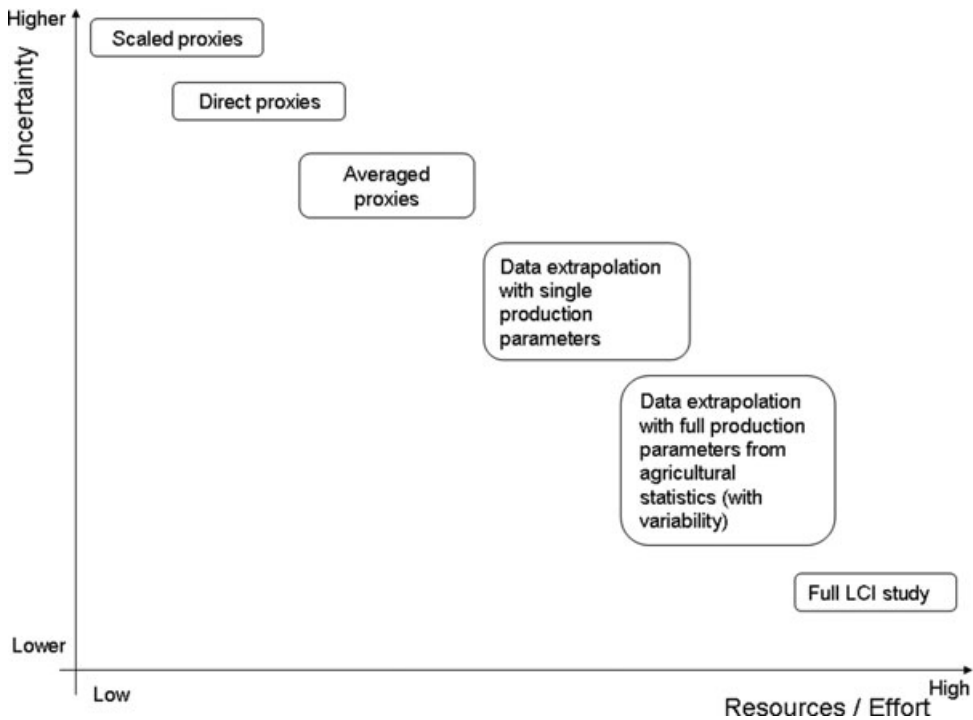 Higher
Uncertainty
Scaled proxies
Direct proxies
Averaged
proxies
Data extrapolation
with single
production
parameters
Data extrapolation
with full production
parameters from
agricultural
statistics (with
variability)
Full LCI study
Lower
Low
High
Resources / Effort